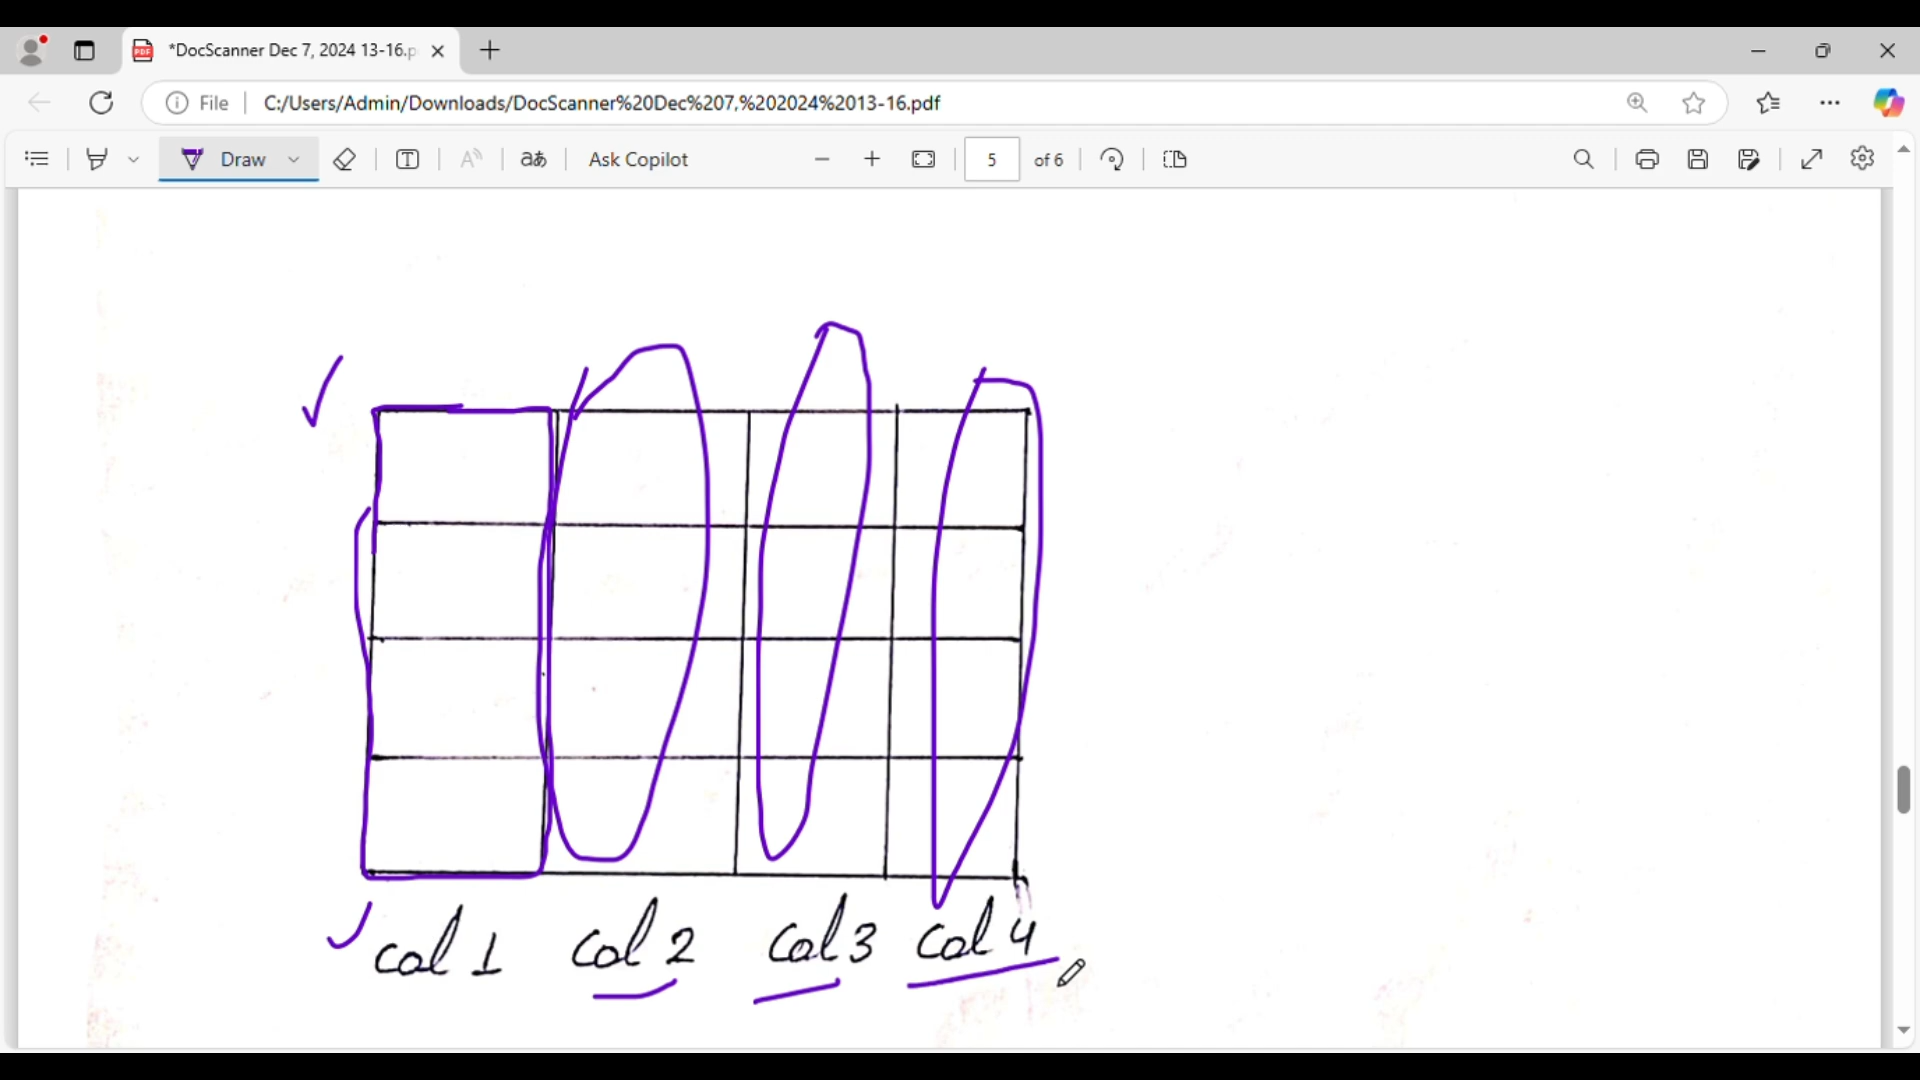 *DocScanner Dec 7, 2024 13-16.p
File
C:/Users/Admin/Downloads/DocScanner%20Dec%207,%202024%2013-16.pdf
Draw
Ask Copilot
5 of 6
col 1 col 2 col 3 col 4